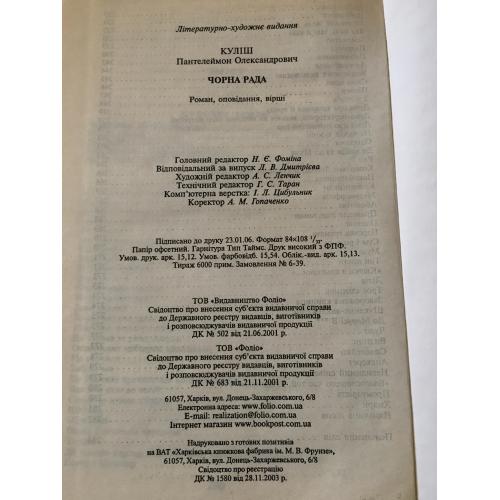 Літературно-художнє видання
КУЛІШ
Пантелеймон Олександрович
ЧОРНА РАДА
Роман, оповідання, вірші
Головний редактор Н. Є. Фоміна
Відповідальний за випуск Л. В. Дмитрієва
Художній редактор А. С. Ленчик
Технічний редактор Г. С. Таран
Комп'ютерна верстка: І. Л. Цибульник
Коректор А. М. Гопаченко
Підписано до друку 23.01.06. Формат 84×108 1/32.
Папір офсетний. Гарнітура Тип Таймс. Друк високий з ФПФ.
Умов. друк. арк. 15,12. Умов. фарбовідб. 15,54. Облік.-вид. арк. 15,13.
Тираж 6000 прим. Замовлення № 6-39.
ТОВ «Видавництво Фоліо»
Свідоцтво про внесення суб'єкта видавничої справи
до Державного реєстру видавців, виготівників
і розповсюджувачів видавничої продукції
ДК № 502 від 21.06.2001 р.
ТОВ «Фоліо»
Свідоцтво про внесення суб'єкта видавничої справи
до Державного реєстру видавців, виготівників
і розповсюджувачів видавничої продукції
ДК № 683 від 21.11.2001 р.
61057, Харків, вул. Донець-Захаржевського, 6/8
Електронна адреса: www.folio.com.ua
E-mail: realization@folio.com.ua
Інтернет магазин www.bookpost.com.ua
Надруковано з готових позитивів
на ВАТ «Харківська книжкова фабрика ім. М. В. Фрунзе»,
61057, Харків, вул. Донець-Захаржевського, 6/8
Свідоцтво про реєстрацію
ДК № 1580 від 28.11.2003 р.